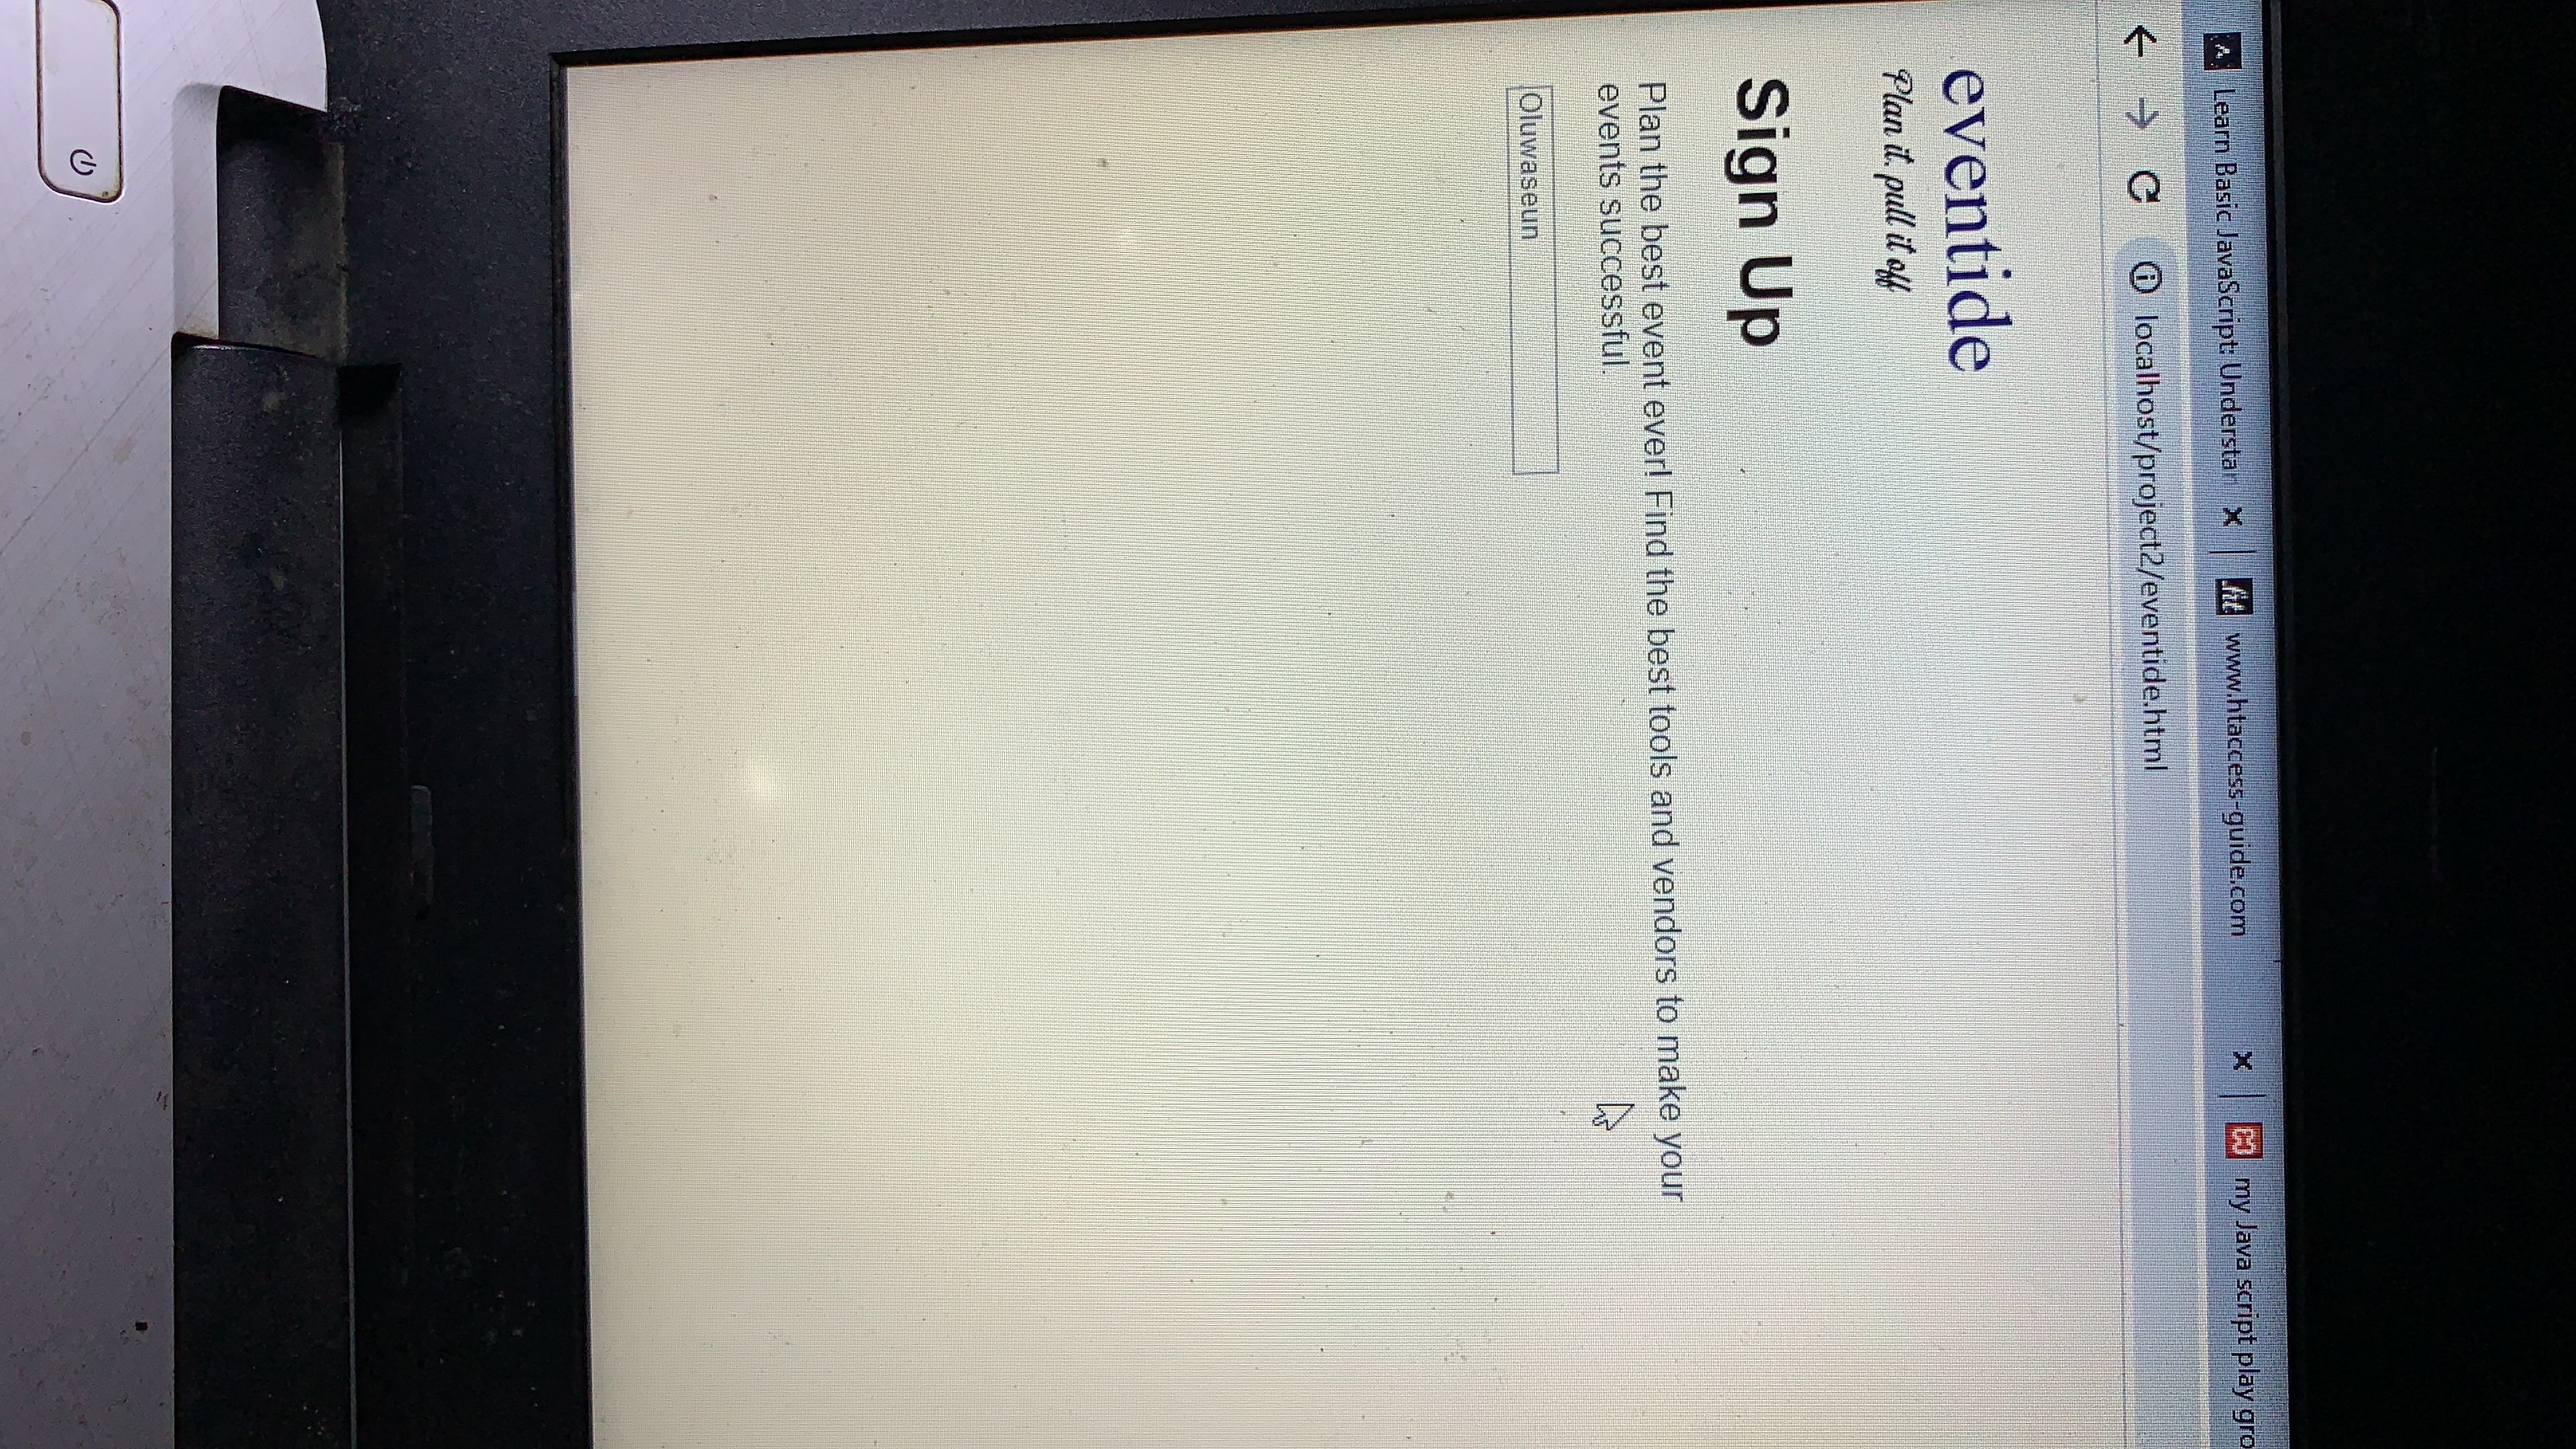 Learn Basic JavaScript: Understa
www.htaccess-guide.com
my Java script play gro
localhost/project2/eventide.html
eventide
Plan it. pull it off
Sign Up
Plan the best event ever! Find the best tools and vendors to make your
events successful.
Oluwaseun